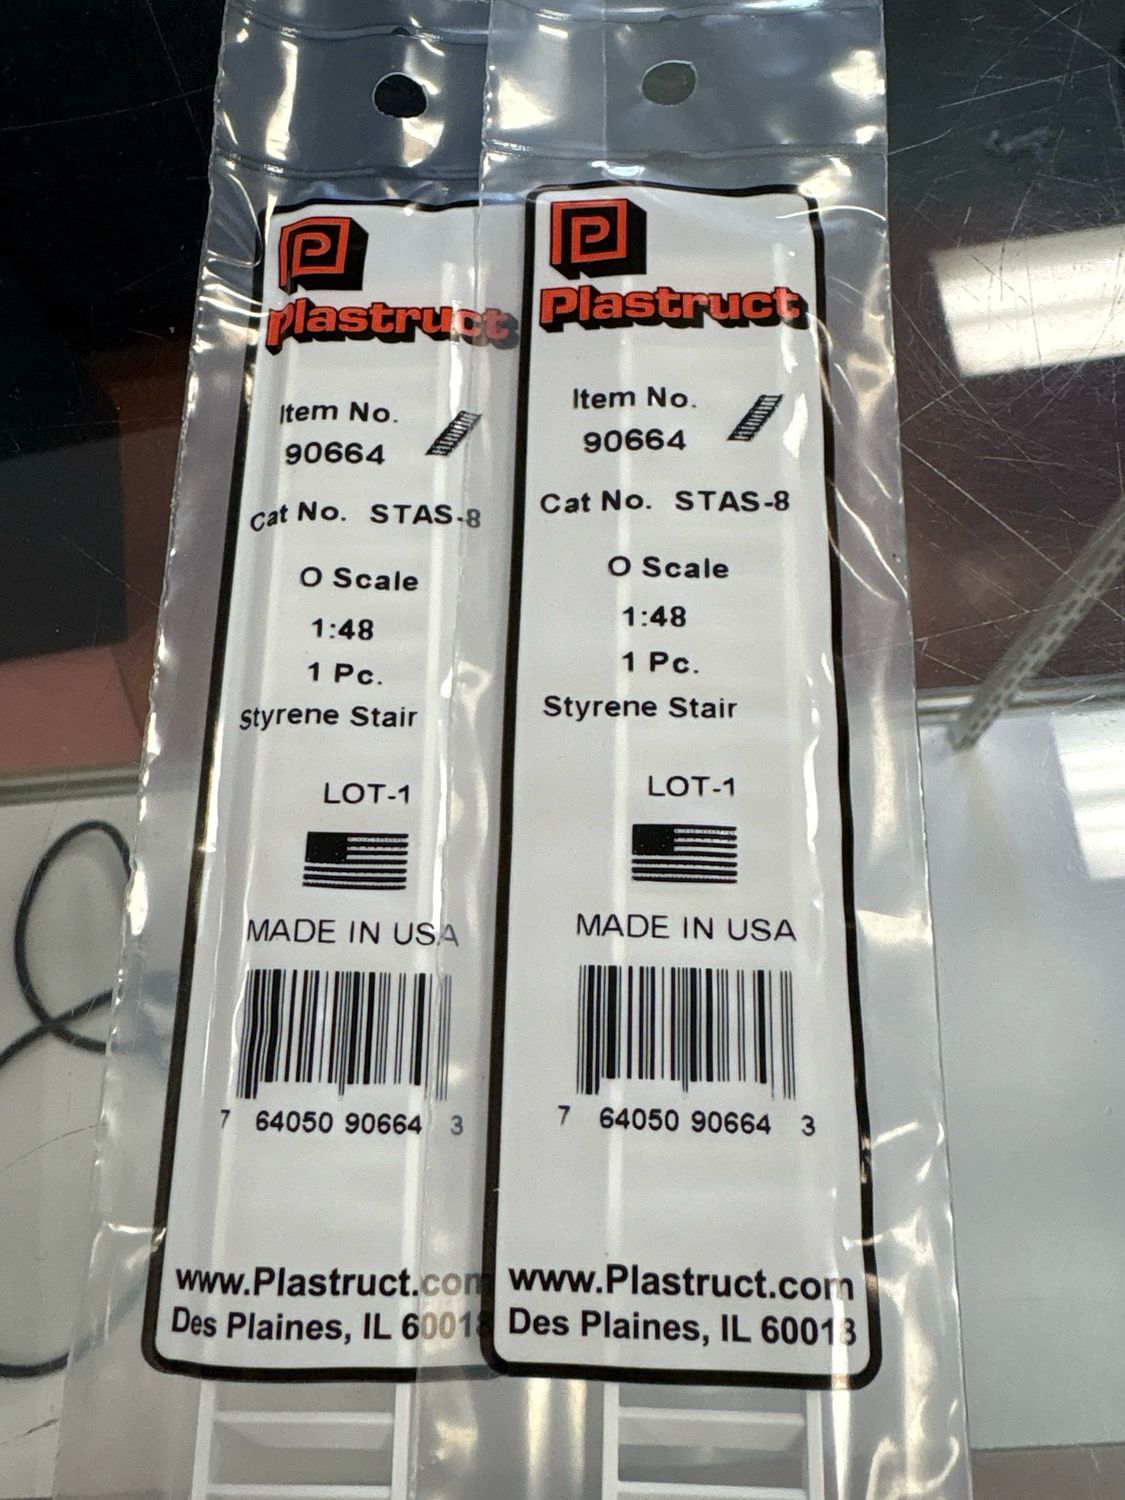 Plastruct
Item No.
90664
Cat No. STAS-8
O Scale
1:48
1 Pc.
Styrene Stair
LOT-1
MADE IN USA
7 64050 90664 3
www.Plastruct.com
Des Plaines, IL 60018
Plastruct
Item No.
90664
Cat No. STAS-8
O Scale
1:48
1 Pc.
Styrene Stair
LOT-1
MADE IN USA
7 64050 90664 3
www.Plastruct.com
Des Plaines, IL 60018